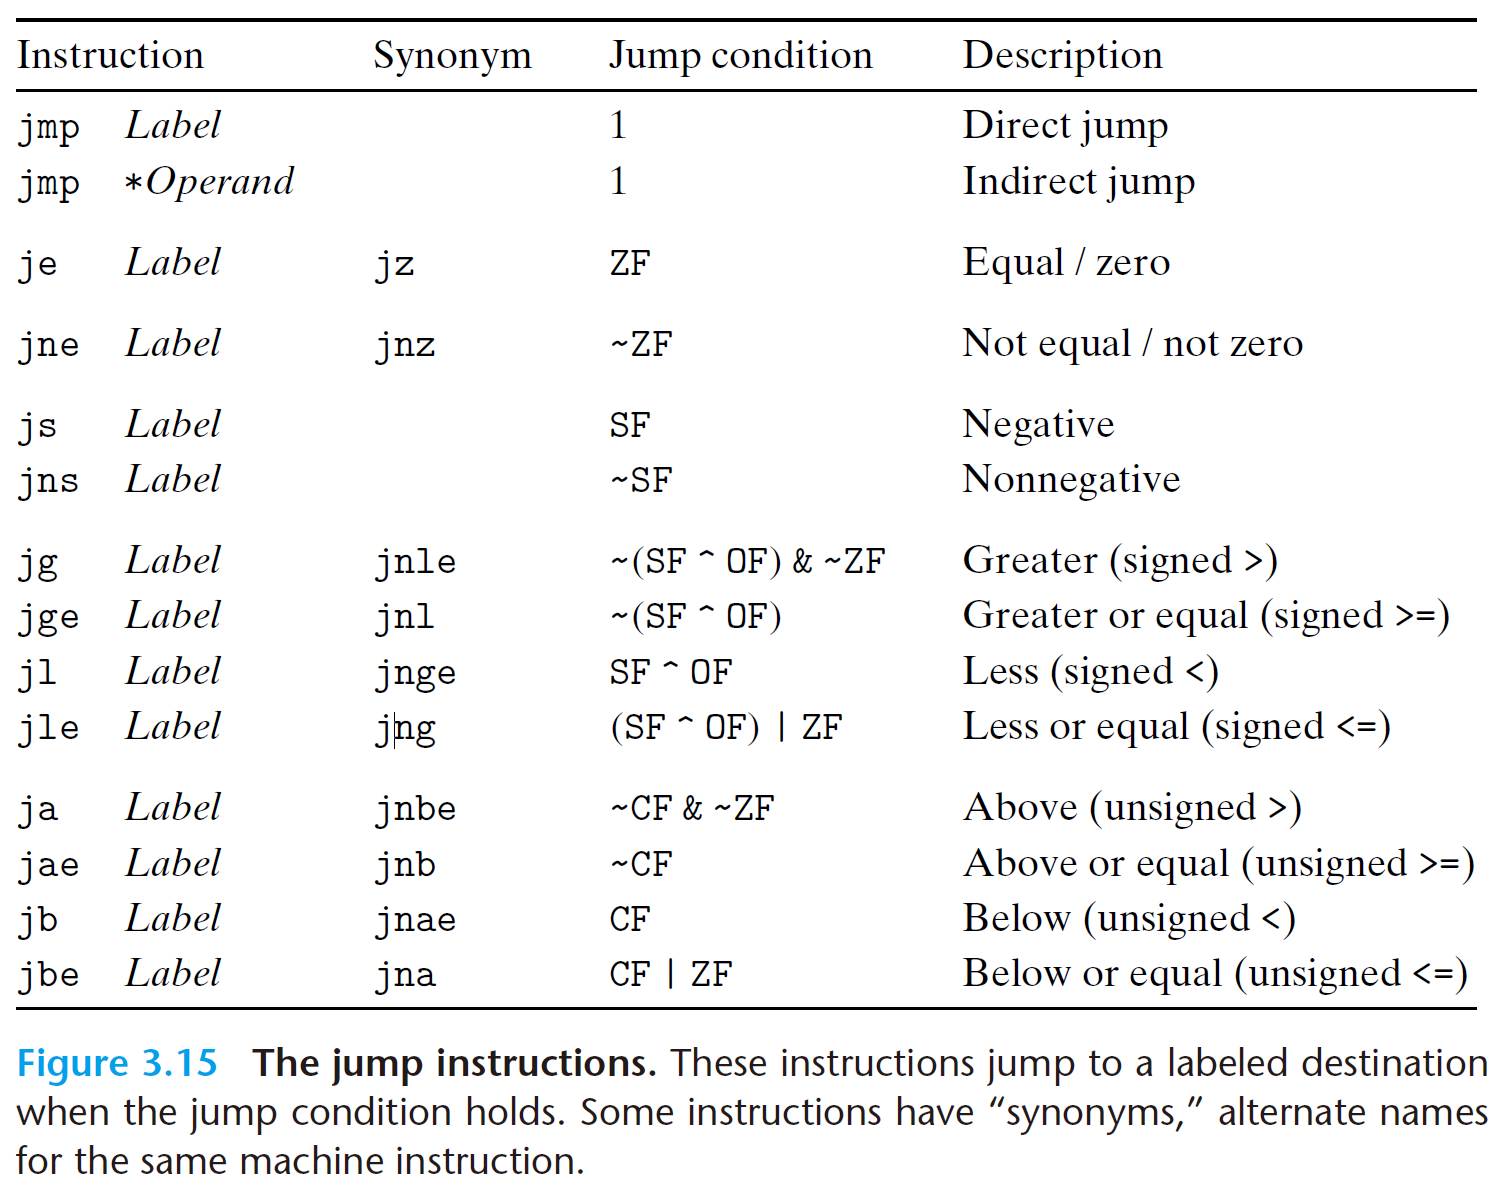 Instruction Synonym Jump condition Description
jmp Label 1 Direct jump
jmp *Operand 1 Indirect jump
je Label jz ZF Equal / zero
jne Label jnz ~ZF Not equal / not zero
js Label SF Negative
jns Label ~SF Nonnegative
jg Label jnle ~(SF ^ OF) & ~ZF Greater (signed >)
jge Label jnl ~(SF ^ OF) Greater or equal (signed >=)
jl Label jnge SF ^ OF Less (signed <)
jle Label jng (SF ^ OF) | ZF Less or equal (signed <=)
ja Label jnbe ~CF & ~ZF Above (unsigned >)
jae Label jnb ~CF Above or equal (unsigned >=)
jb Label jnae CF Below (unsigned <)
jbe Label jna CF | ZF Below or equal (unsigned <=)
Figure 3.15 The jump instructions. These instructions jump to a labeled destination
when the jump condition holds. Some instructions have “synonyms,” alternate names
for the same machine instruction.